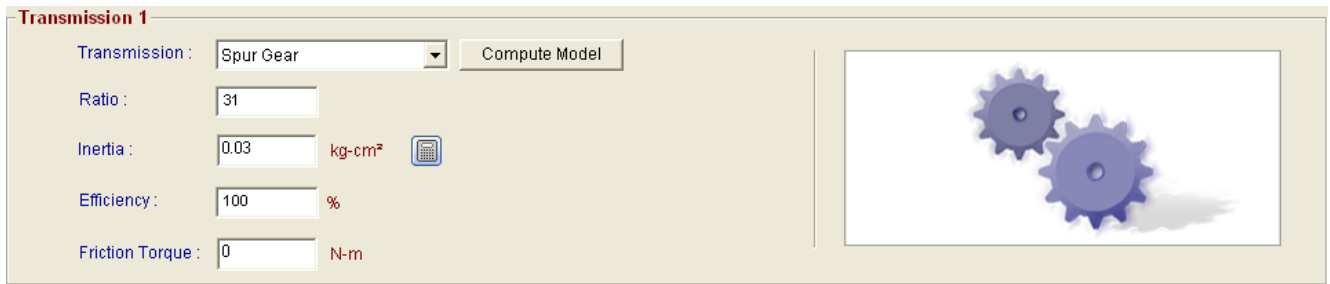 Transmission 1
Transmission : Spur Gear Compute Model
Ratio : 31
Inertia : 0.03 kg-cm²
Efficiency : 100 %
Friction Torque : 0 N-m